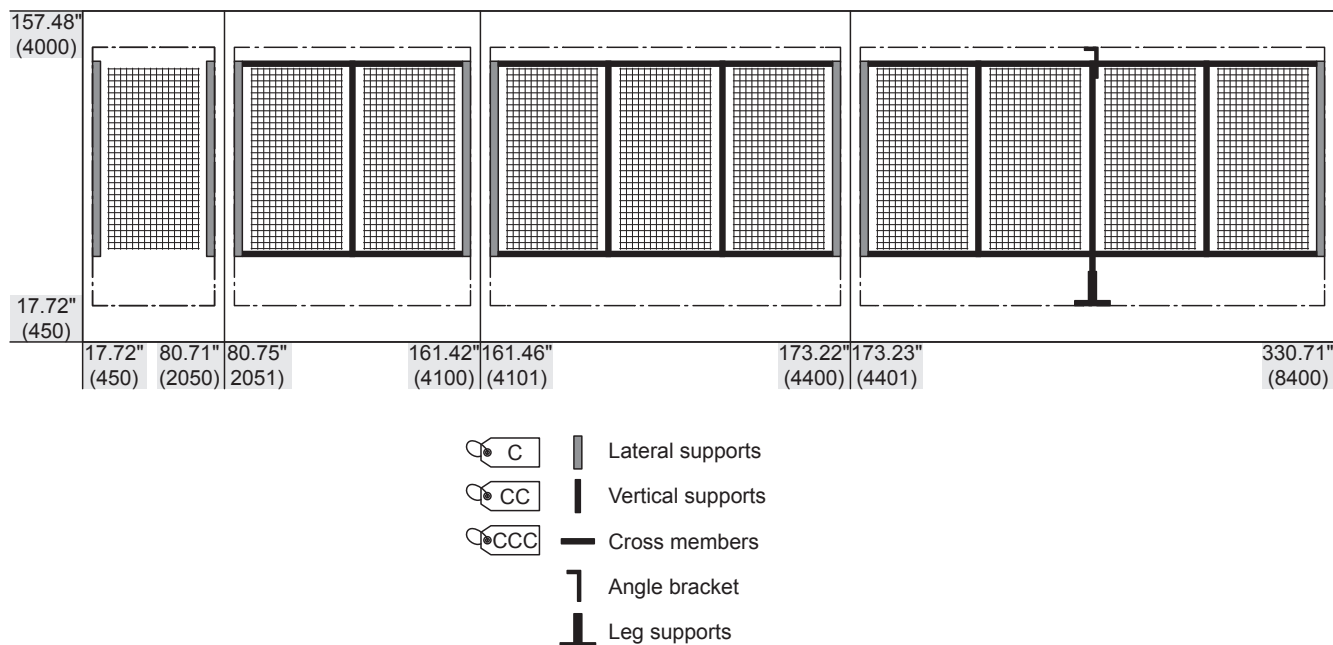 157.48"
(4000)
17.72"
(450)
17.72" 80.71" 80.75" 161.42" 161.46" 173.22" 173.23" 330.71"
(450) (2050) 2051) (4100) (4101) (4400) (4401) (8400)
C Lateral supports
CC Vertical supports
CCC Cross members
Angle bracket
Leg supports